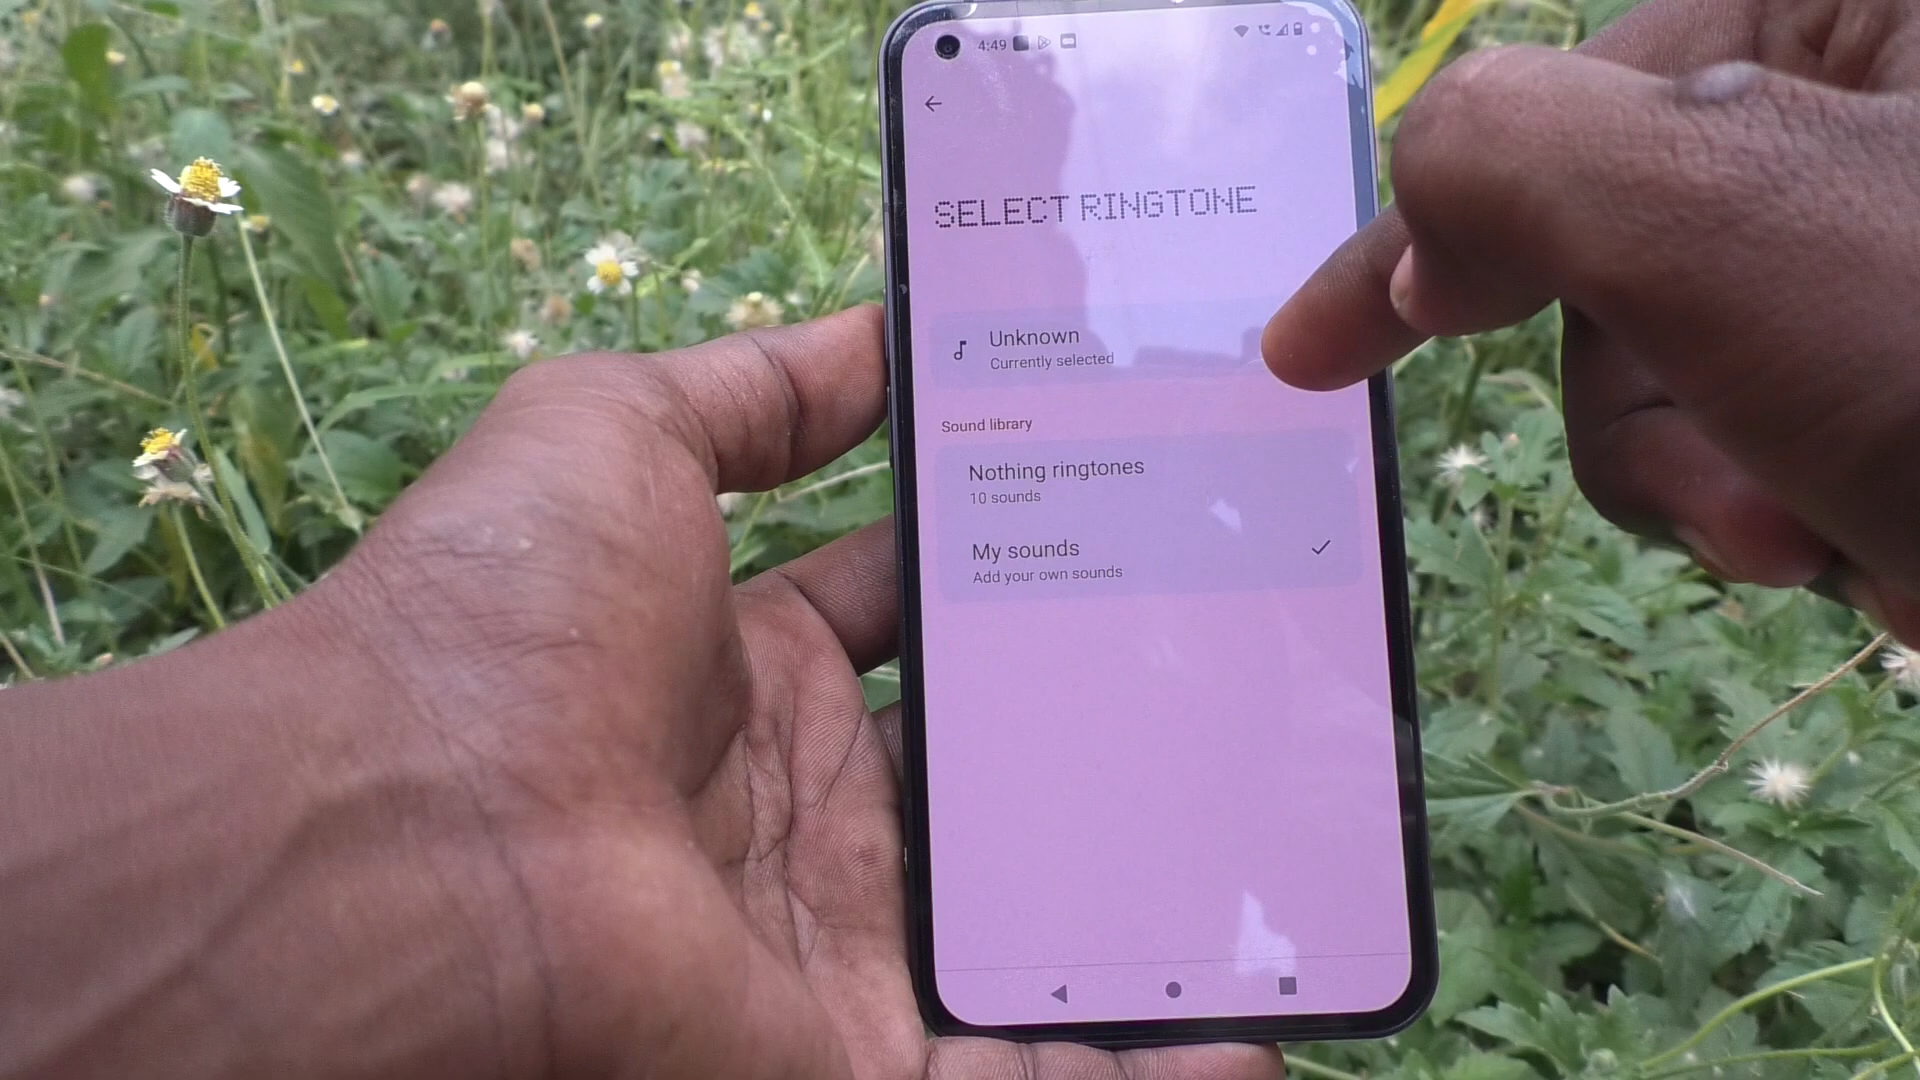 4:49
SELECT RINGTONE
Unknown
Currently selected
Sound library
Nothing ringtones
10 sounds
My sounds
Add your own sounds